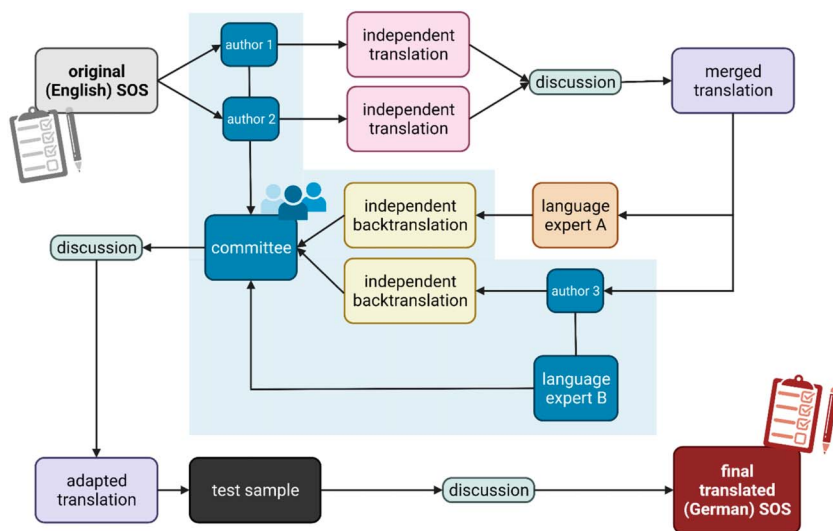 original
(English) SOS
author 1
author 2
independent
translation
independent
translation
discussion
merged
translation
language
expert A
independent
backtranslation
author 3
independent
backtranslation
language
expert B
committee
discussion
adapted
translation
test sample
discussion
final
translated
(German) SOS